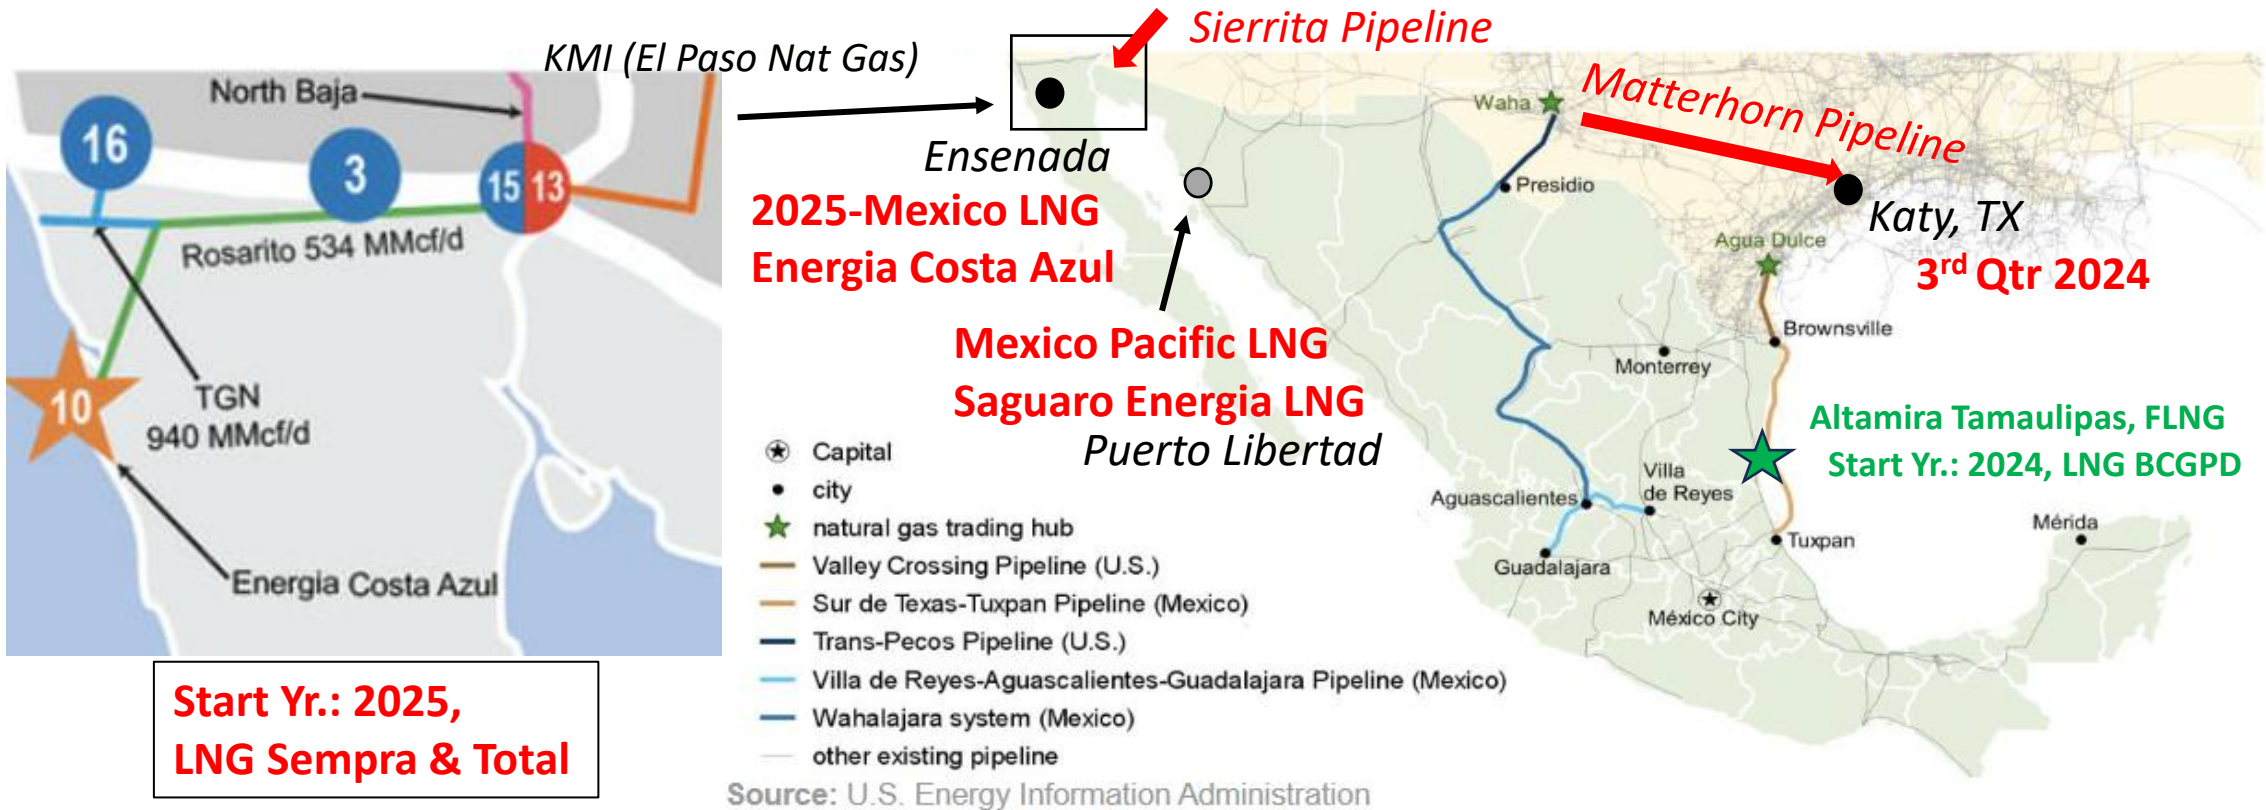 Sierrita Pipeline
KMI (El Paso Nat Gas)
North Baja
16
3
15
13
Rosarito 534 MMcf/d
10
TGN
940 MMcf/d
Energia Costa Azul
Start Yr.: 2025,
LNG Sempra & Total
Ensenada
2025-Mexico LNG
Energia Costa Azul
Mexico Pacific LNG
Saguaro Energia LNG
Puerto Libertad
Waha
Matterhorn Pipeline
Presidio
Katy, TX
3rd Qtr 2024
Agua Dulce
Brownsville
Monterrey
Altamira Tamaulipas, FLNG
Start Yr.: 2024, LNG BCGPD
Villa
de Reyes
Aguascalientes
Guadalajara
Tuxpan
Mérida
México City
Capital
city
natural gas trading hub
Valley Crossing Pipeline (U.S.)
Sur de Texas-Tuxpan Pipeline (Mexico)
Trans-Pecos Pipeline (U.S.)
Villa de Reyes-Aguascalientes-Guadalajara Pipeline (Mexico)
Wahalajara system (Mexico)
other existing pipeline
Source: U.S. Energy Information Administration